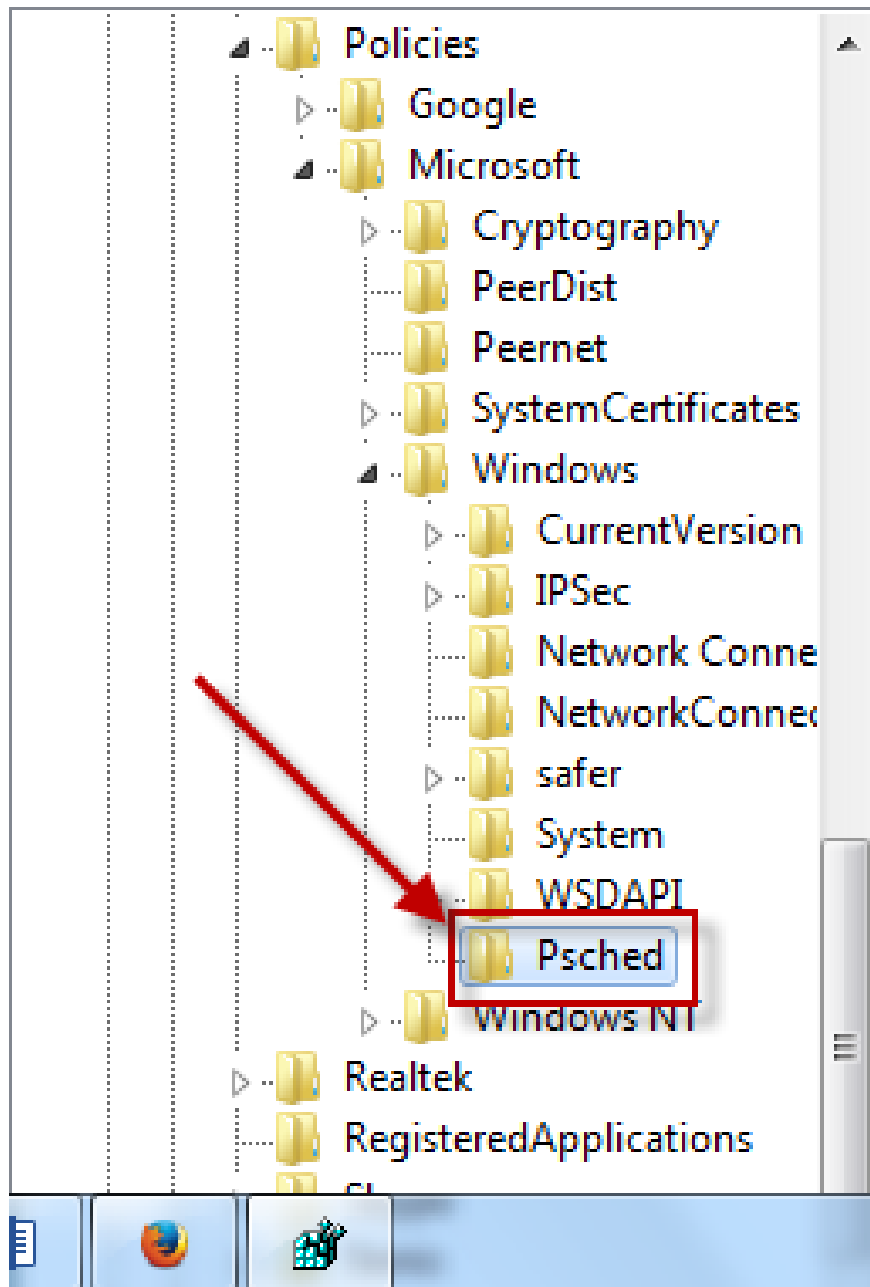 Policies
Google
Microsoft
Cryptography
PeerDist
Peernet
SystemCertificates
Windows
CurrentVersion
IPSec
Network Conne
NetworkConnec
safer
System
WSDAPI
Psched
Windows NT
Realtek
RegisteredApplications